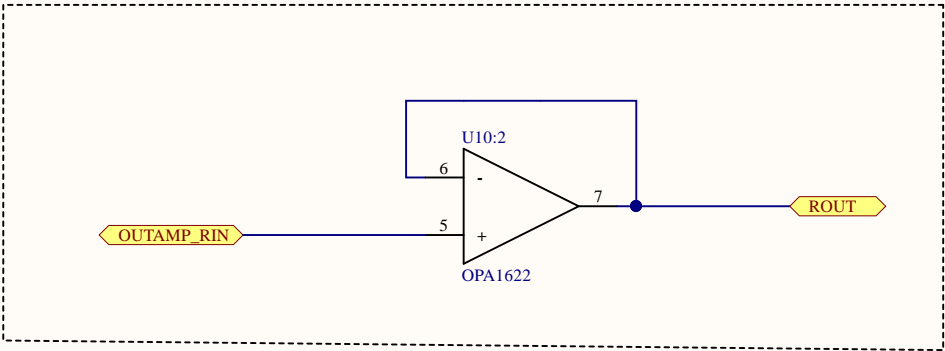 U10:2
6
-
7
ROUT
5
OUTAMP_RIN
+
OPA1622